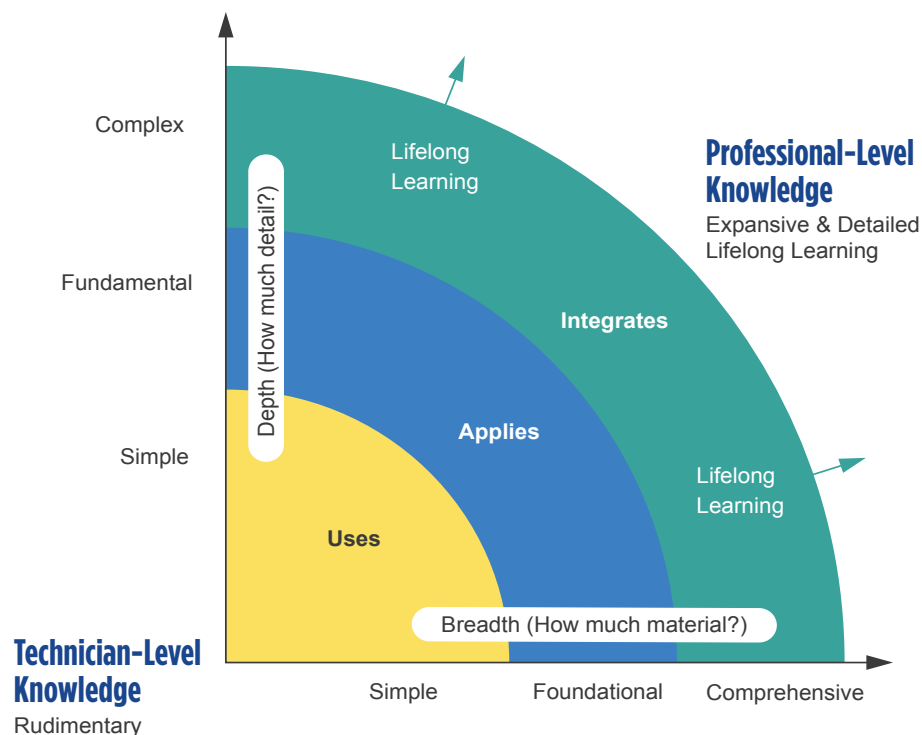 Complex
Fundamental
Simple
Depth (How much detail?)
Lifelong
Learning
Professional-Level
Knowledge
Expansive & Detailed
Lifelong Learning
Integrates
Applies
Uses
Lifelong
Learning
Breadth (How much material?)
Technician-Level
Knowledge
Rudimentary
Simple
Foundational
Comprehensive